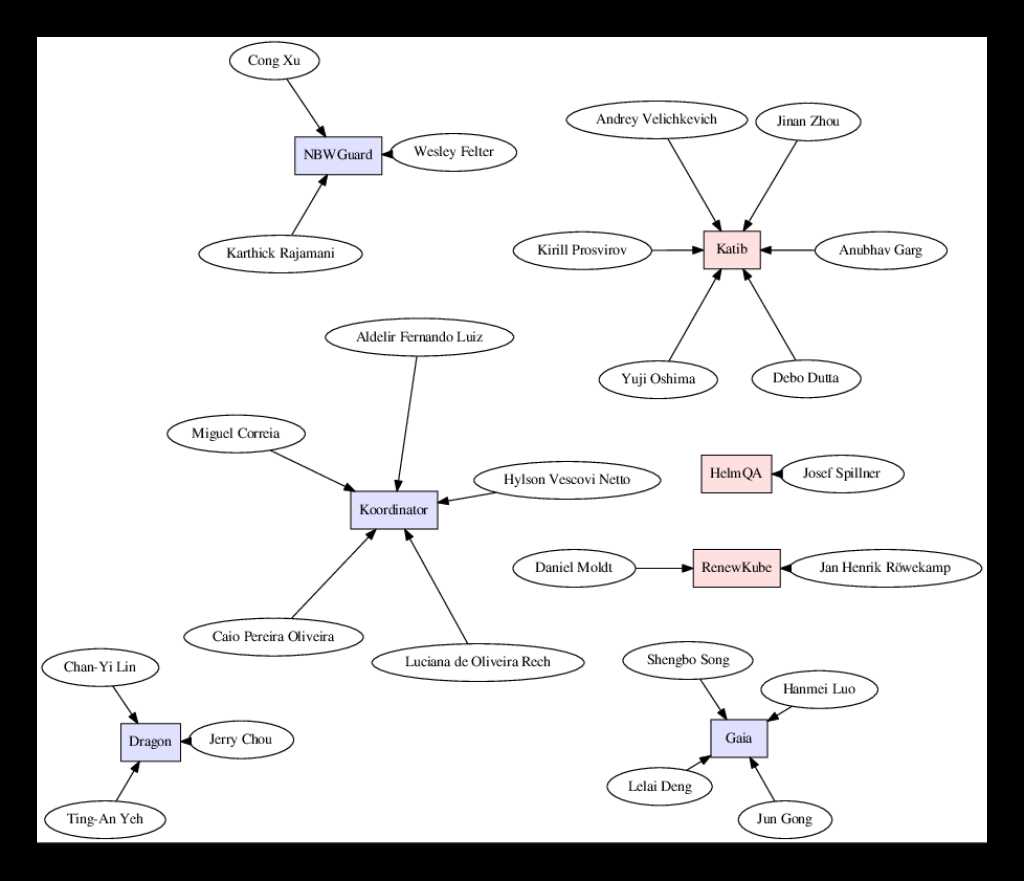 Cong Xu
NBWGuard
Wesley Felter
Karthick Rajamani
Andrey Velichkevich
Jinan Zhou
Kirill Prosvirov
Katib
Anubhav Garg
Yuji Oshima
Debo Dutta
Aldelir Fernando Luiz
Miguel Correia
Hylson Vescovi Netto
Koordinator
Caio Pereira Oliveira
Luciana de Oliveira Rech
HelmQA
Josef Spillner
Daniel Moldt
RenewKube
Jan Henrik Röwekamp
Chan-Yi Lin
Dragon
Jerry Chou
Ting-An Yeh
Shengbo Song
Hanmei Luo
Gaia
Lelai Deng
Jun Gong